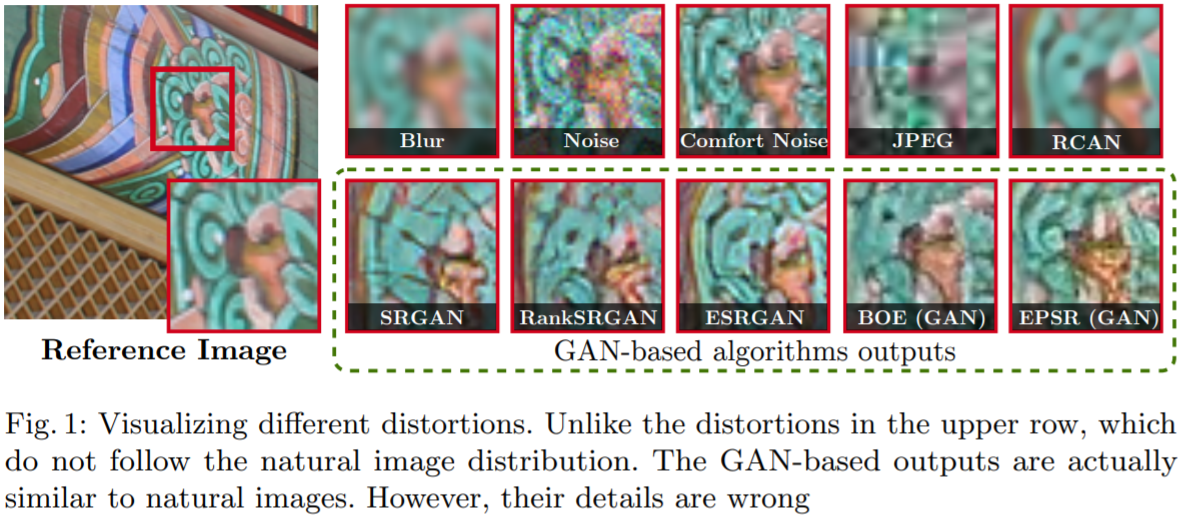 Blur
Noise
Comfort Noise
JPEG
RCAN
SRGAN
RankSRGAN
ESRGAN
BOE (GAN)
EPSR (GAN)
Reference Image
GAN-based algorithms outputs
Fig. 1: Visualizing different distortions. Unlike the distortions in the upper row, which
do not follow the natural image distribution. The GAN-based outputs are actually
similar to natural images. However, their details are wrong